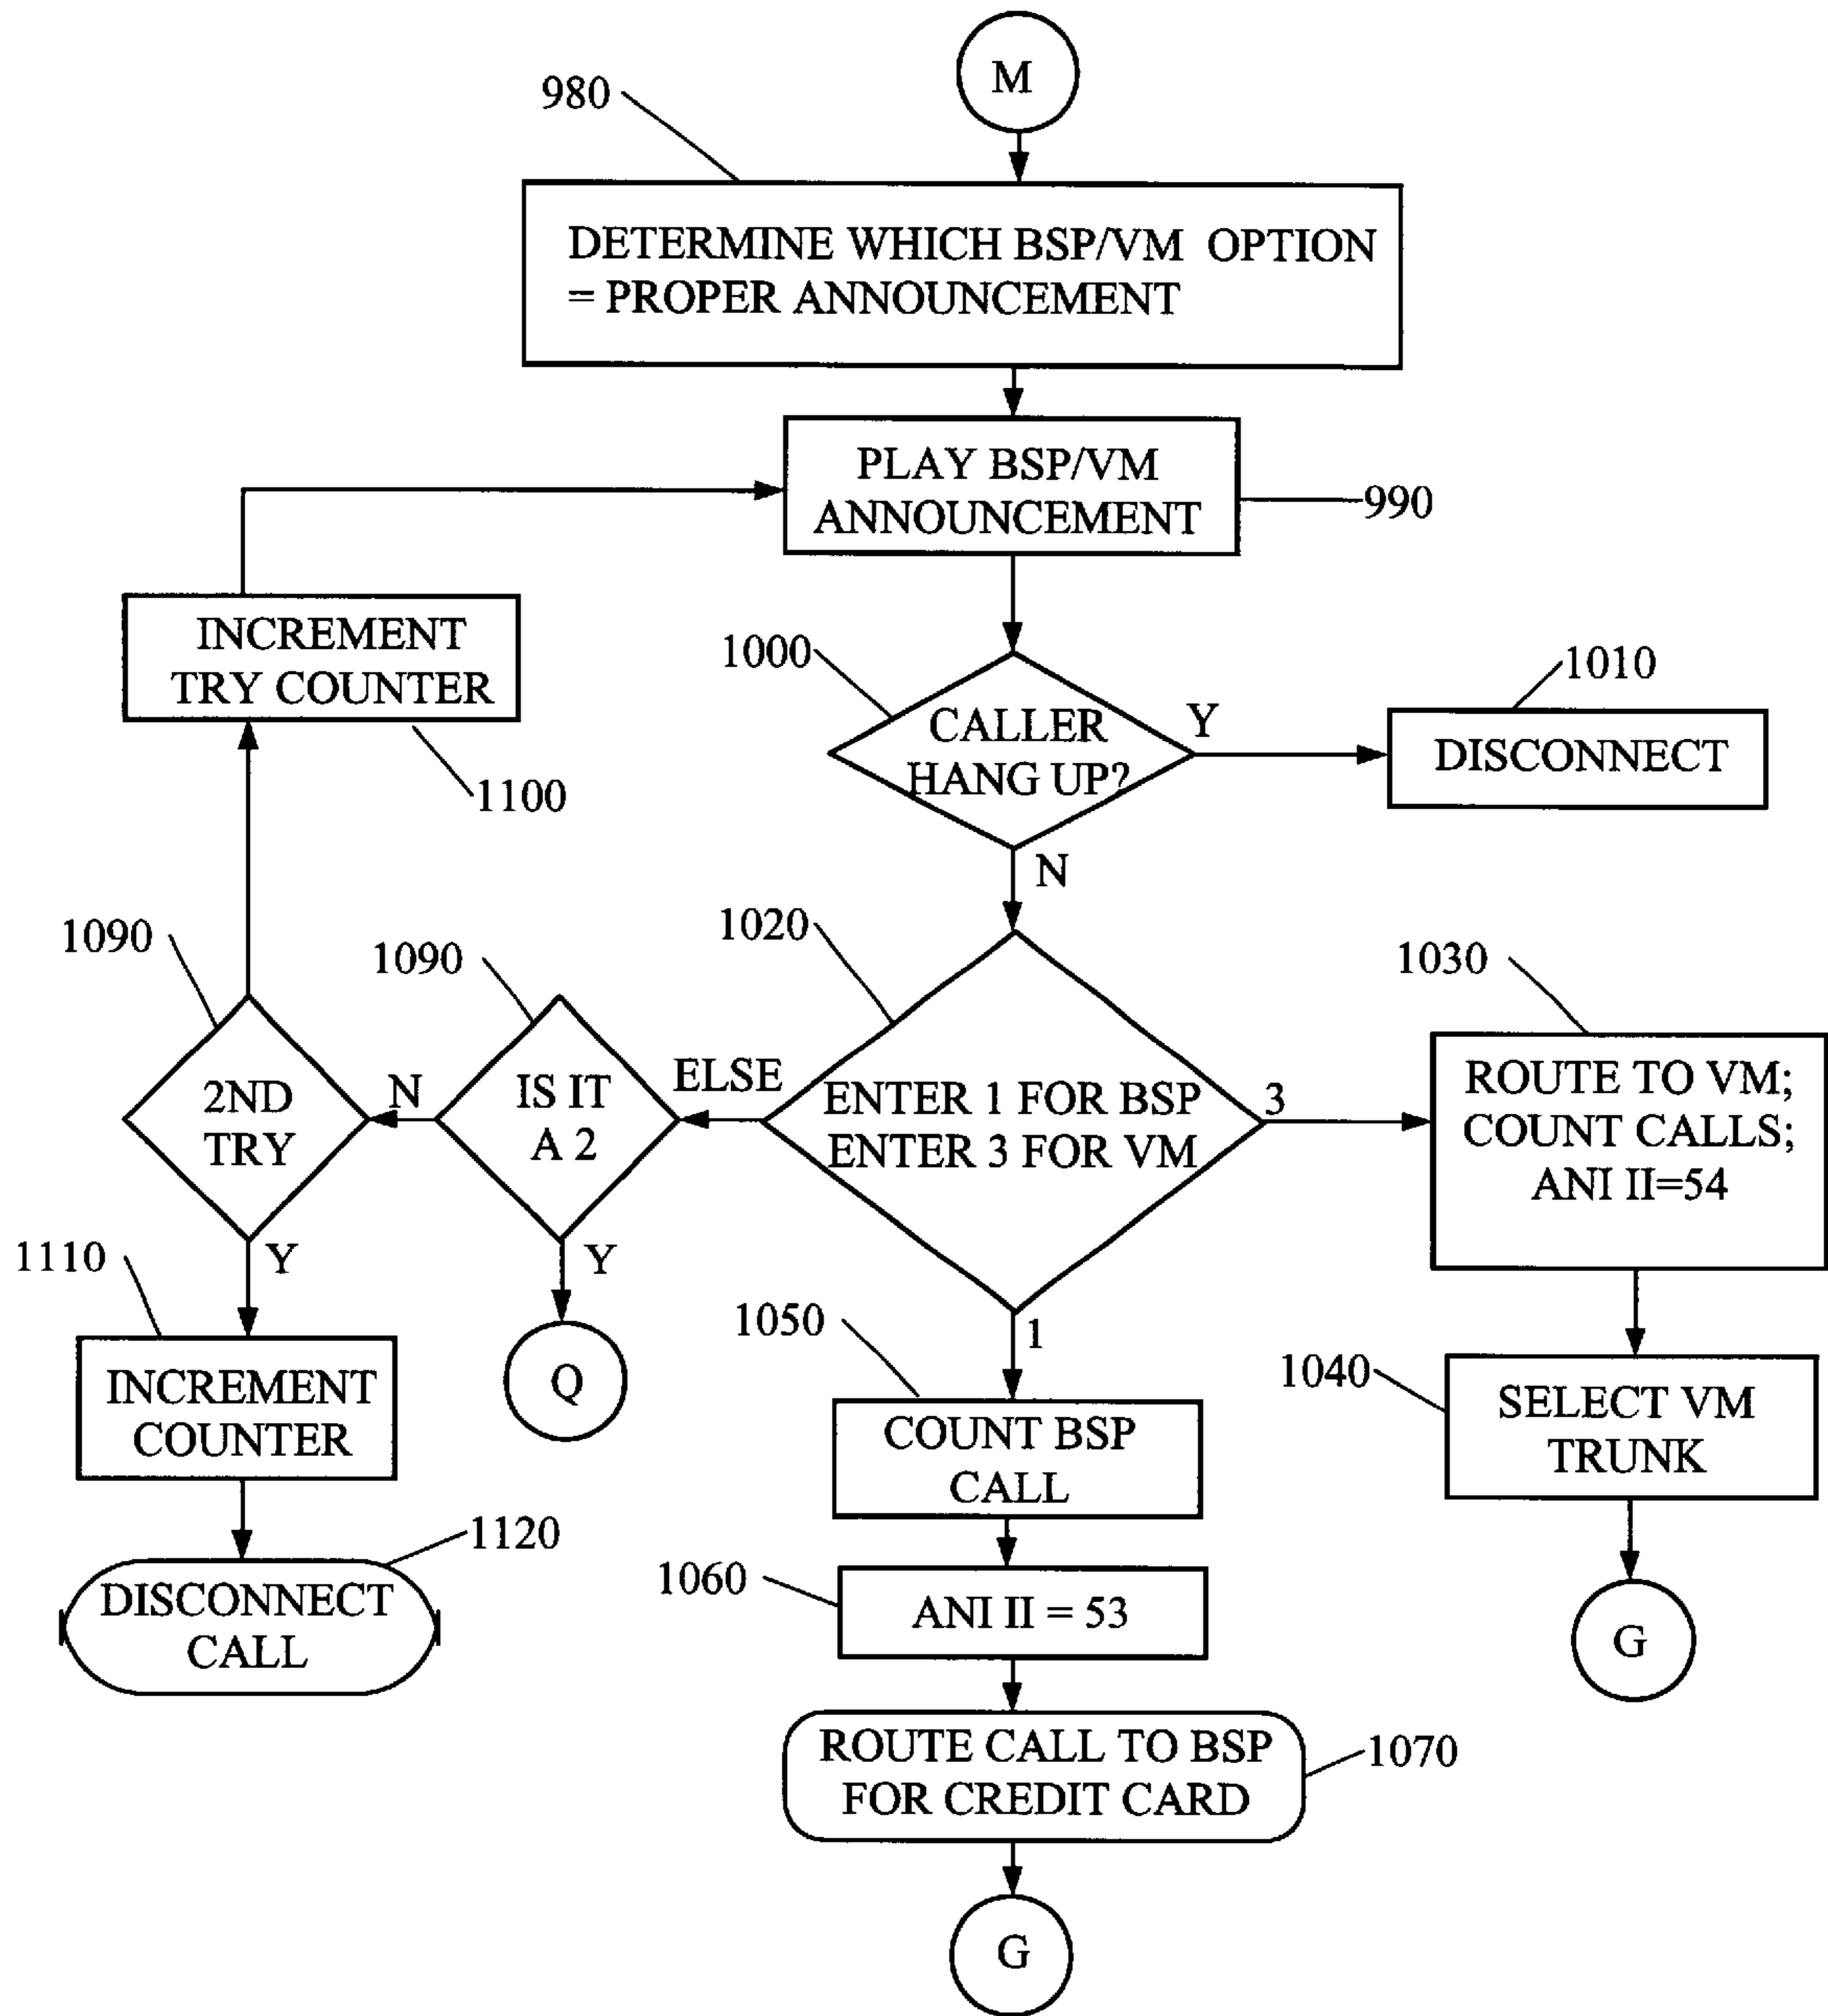 M
980
DETERMINE WHICH BSP/VM OPTION
= PROPER ANNOUNCEMENT
PLAY BSP/VM
ANNOUNCEMENT
990
INCREMENT
TRY COUNTER
1100
1000
CALLER
HANG UP?
Y
1010
DISCONNECT
N
1090
2ND
TRY
N
1090
IS IT
A 2
ELSE
1020
ENTER 1 FOR BSP
ENTER 3 FOR VM
3
1030
ROUTE TO VM;
COUNT CALLS;
ANI II=54
Y
Y
1
1110
INCREMENT
COUNTER
Q
1050
COUNT BSP
CALL
1040
SELECT VM
TRUNK
1120
DISCONNECT
CALL
1060
ANI II = 53
G
ROUTE CALL TO BSP
FOR CREDIT CARD
1070
G